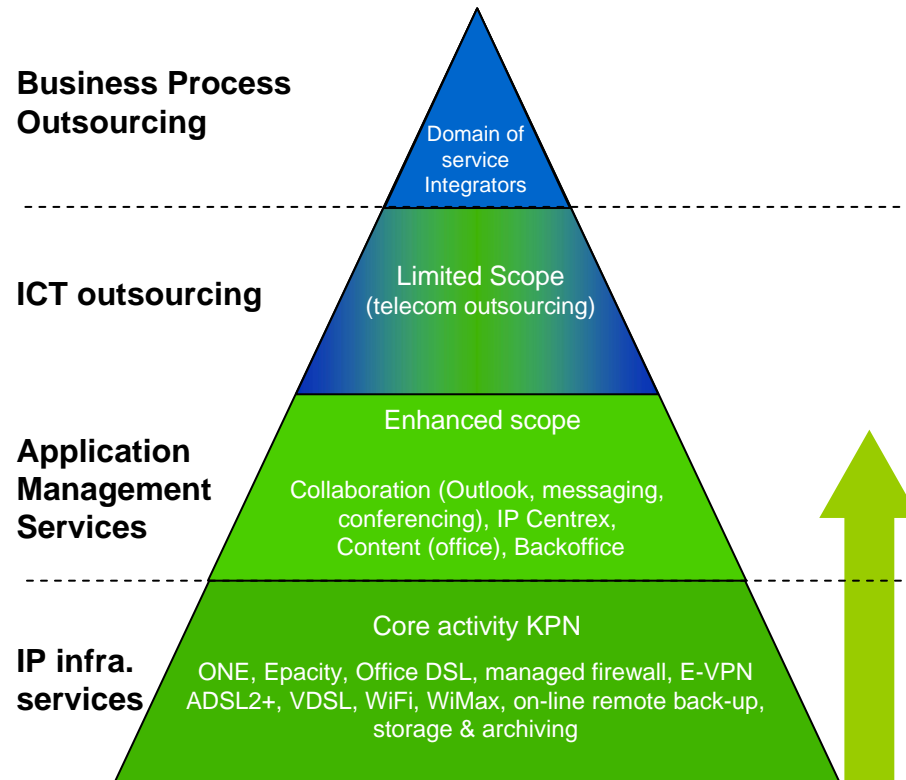 Business Process
Outsourcing
Domain of
service
Integrators
ICT outsourcing
Limited Scope
(telecom outsourcing)
Application
Management
Services
Enhanced scope
Collaboration (Outlook, messaging,
conferencing), IP Centrex,
Content (office), Backoffice
IP infra.
services
Core activity KPN
ONE, Epacity, Office DSL, managed firewall, E-VPN
ADSL2+, VDSL, WiFi, WiMax, on-line remote back-up,
storage & archiving